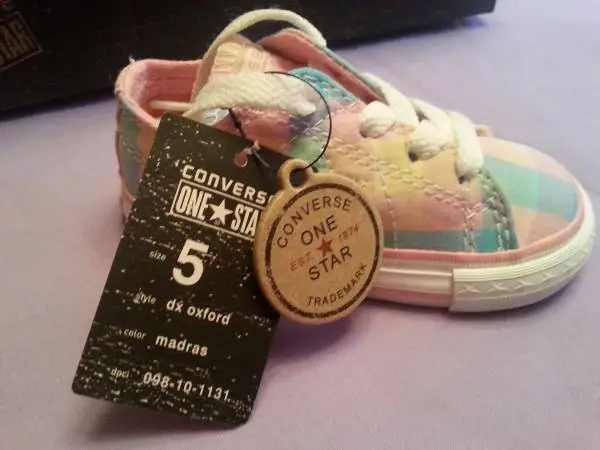 STAR
CONVERSE
ONE★STAR
size
5
style dx oxford
color madras
dpci 098-10-1131
CONVERSE
ONE
EST. ★ 1974
STAR
TRADEMARK